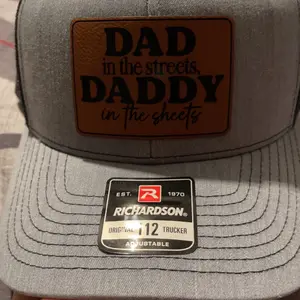 DAD
in the streets,
DADDY
in the sheets
EST. R 1970
RICHARDSON®
ORIGINAL 112 TRUCKER
ADJUSTABLE